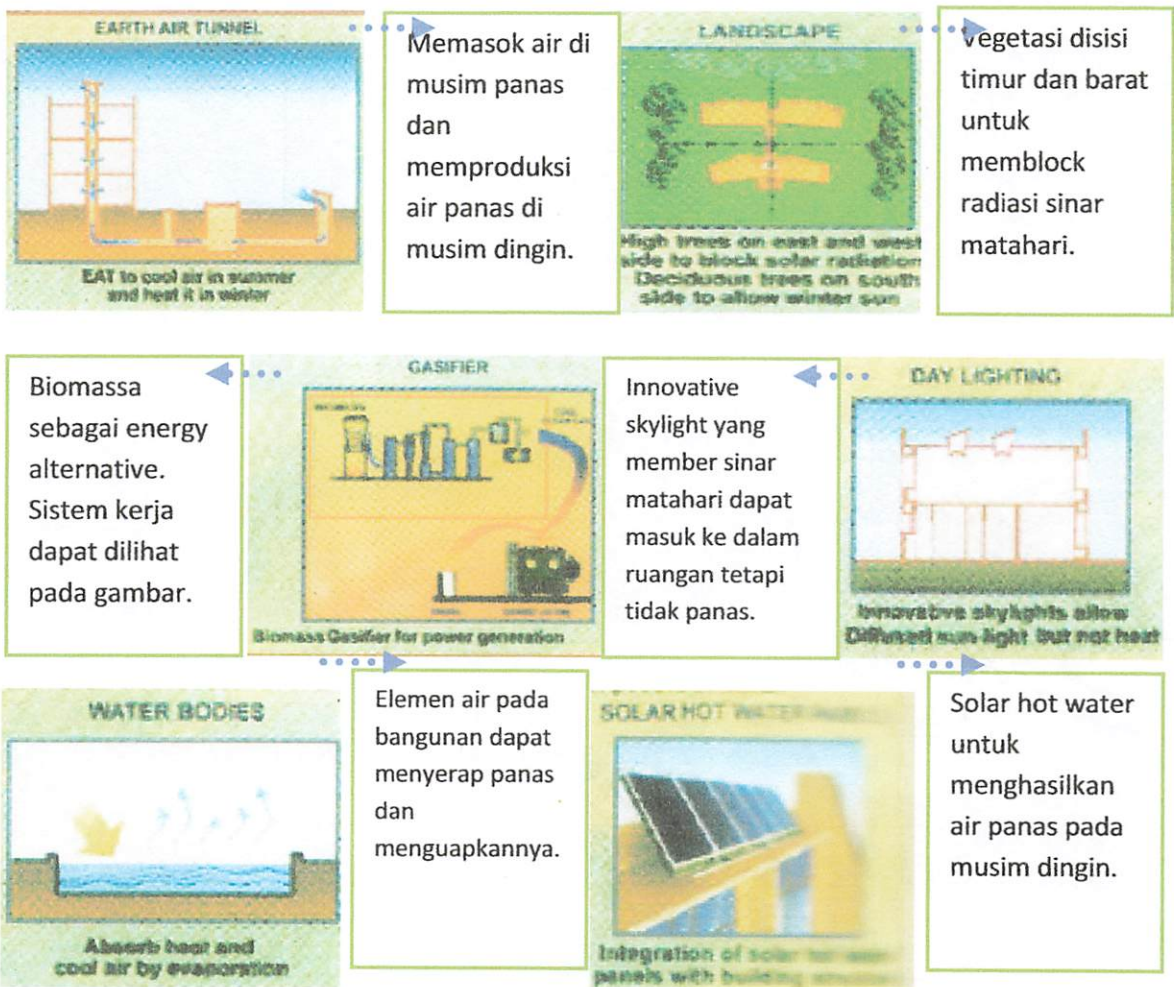 EARTH AIR TUNNEL
EAT to cool air in summer
and heat it in winter
Memasok air di
musim panas
dan
memproduksi
air panas di
musim dingin.
LANDSCAPE
High trees on east and west
side to block solar radiation
Deciduous trees on south
side to allow winter sun
Vegetasi disisi
timur dan barat
untuk
memblock
radiasi sinar
matahari.
Biomassa
sebagai energy
alternative.
Sistem kerja
dapat dilihat
pada gambar.
GASIFIER
Biomass Gasifier for power generation
Innovative
skylight yang
member sinar
matahari dapat
masuk ke dalam
ruangan tetapi
tidak panas.
DAY LIGHTING
Innovative skylights allow
Diffused sun light but not heat
WATER BODIES
Absorb heat and
cool air by evaporation
Elemen air pada
bangunan dapat
menyerap panas
dan
menguapkannya.
SOLAR HOT WATER
Integration of solar
panels with building
Solar hot water
untuk
menghasilkan
air panas pada
musim dingin.